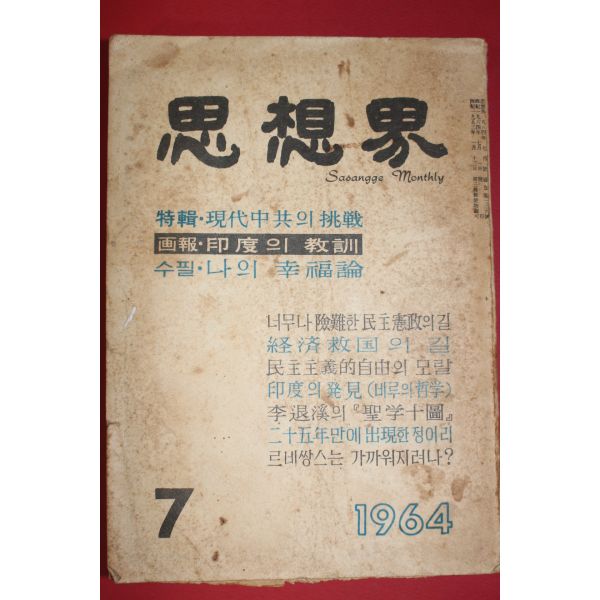 思想界
Sasangge Monthly
特輯·現代中共의 挑戦
画報·印度의 教訓
수필·나의 幸福論
너무나 險難한 民主憲政의길
経済救国의 길
民主主義的自由의 모랄
印度의 発見 (네루의哲学)
李退溪의『聖学十圖』
二十五年만에 出現한 정어리
르비쌍스는 가까워지려나?
7
1964